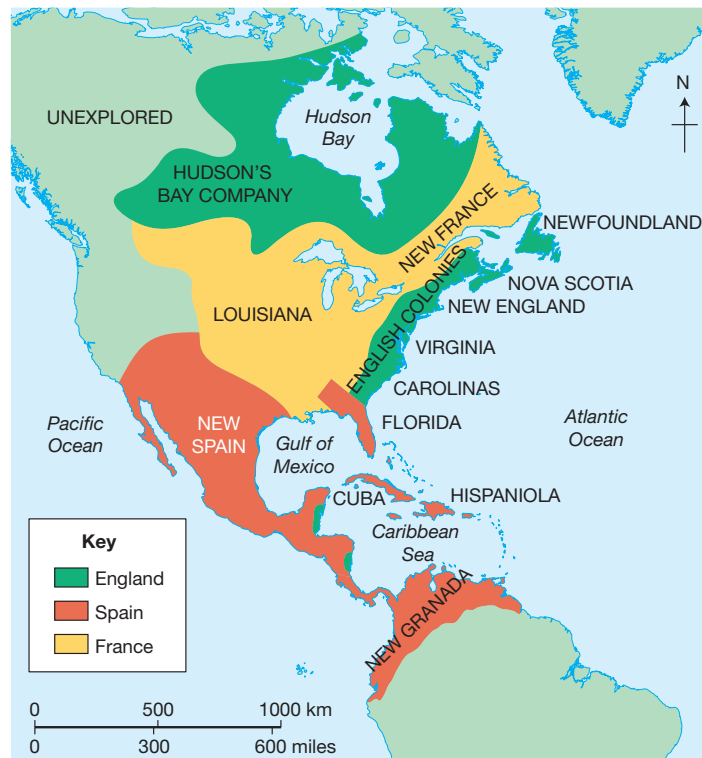 N
UNEXPLORED
Hudson
Bay
HUDSON'S
BAY COMPANY
NEW FRANCE
NEWFOUNDLAND
NOVA SCOTIA
NEW ENGLAND
ENGLISH COLONIES
LOUISIANA
VIRGINIA
CAROLINAS
FLORIDA
Pacific
Ocean
NEW
SPAIN
Gulf of
Mexico
Atlantic
Ocean
CUBA
HISPANIOLA
Caribbean
Sea
NEW GRANADA
Key
England
Spain
France
0 500 1000 km
0 300 600 miles